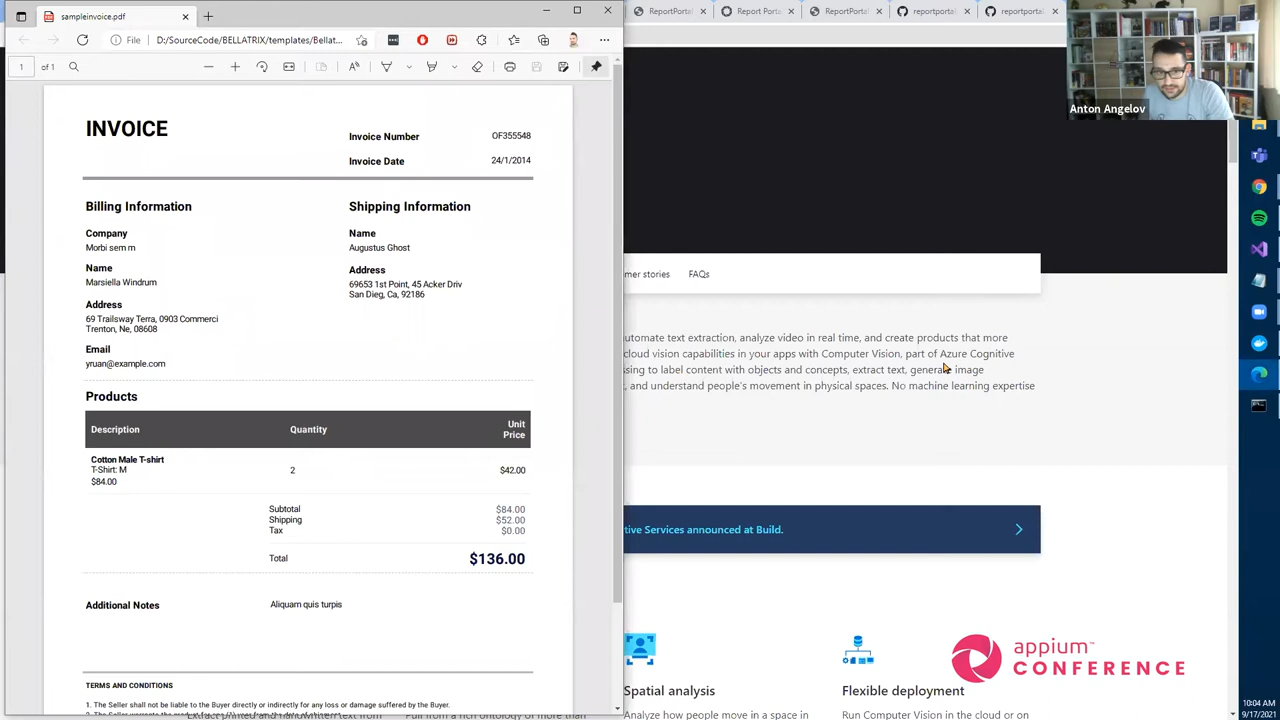 sampleinvoice.pdf
ReportPortal
Report Portal
ReportPortal
reportportal
reportportal
File
D:/SourceCode/BELLATRIX/templates/Bellat...
1 of 1
Anton Angelov
INVOICE
Invoice Number OF355548
Invoice Date 24/1/2014
Billing Information
Company
Morbi sem m
Name
Marsiella Windrum
Address
69 Trailsway Terra, 0903 Commerci
Trenton, Ne, 08608
Email
yruan@example.com
Shipping Information
Name
Augustus Ghost
Address
69653 1st Point, 45 Acker Driv
San Dieg, Ca, 92186
Products
Description Quantity Unit Price
Cotton Male T-shirt
T-Shirt: M 2 $42.00
$84.00
Subtotal $84.00
Shipping $52.00
Tax $0.00
Total $136.00
Additional Notes Aliquam quis turpis
TERMS AND CONDITIONS
1. The Seller shall not be liable to the Buyer directly or indirectly for any loss or damage suffered by the Buyer.
mer stories FAQs
utomate text extraction, analyze video in real time, and create products that more
cloud vision capabilities in your apps with Computer Vision, part of Azure Cognitive
ssing to label content with objects and concepts, extract text, generate image
, and understand people's movement in physical spaces. No machine learning expertise
tive Services announced at Build.
appium™
CONFERENCE
Spatial analysis
Analyze how people move in a space in
Flexible deployment
Run Computer Vision in the cloud or on
10:04 AM
9/17/2021